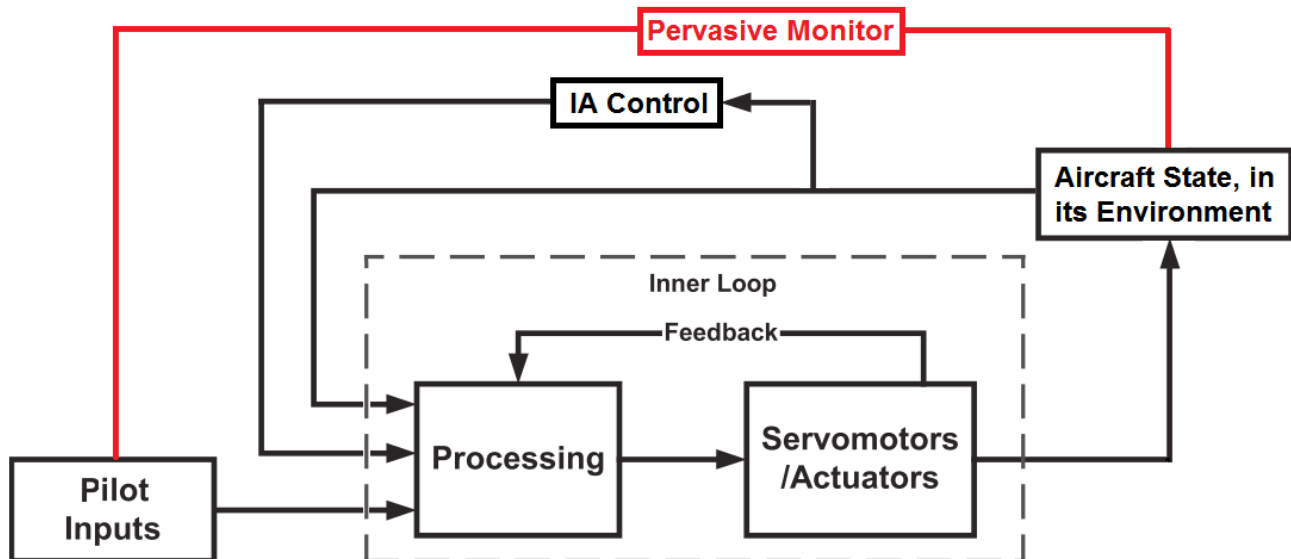 Pervasive Monitor
IA Control
Aircraft State, in
its Environment
Inner Loop
Feedback
Processing
Servomotors
/Actuators
Pilot
Inputs